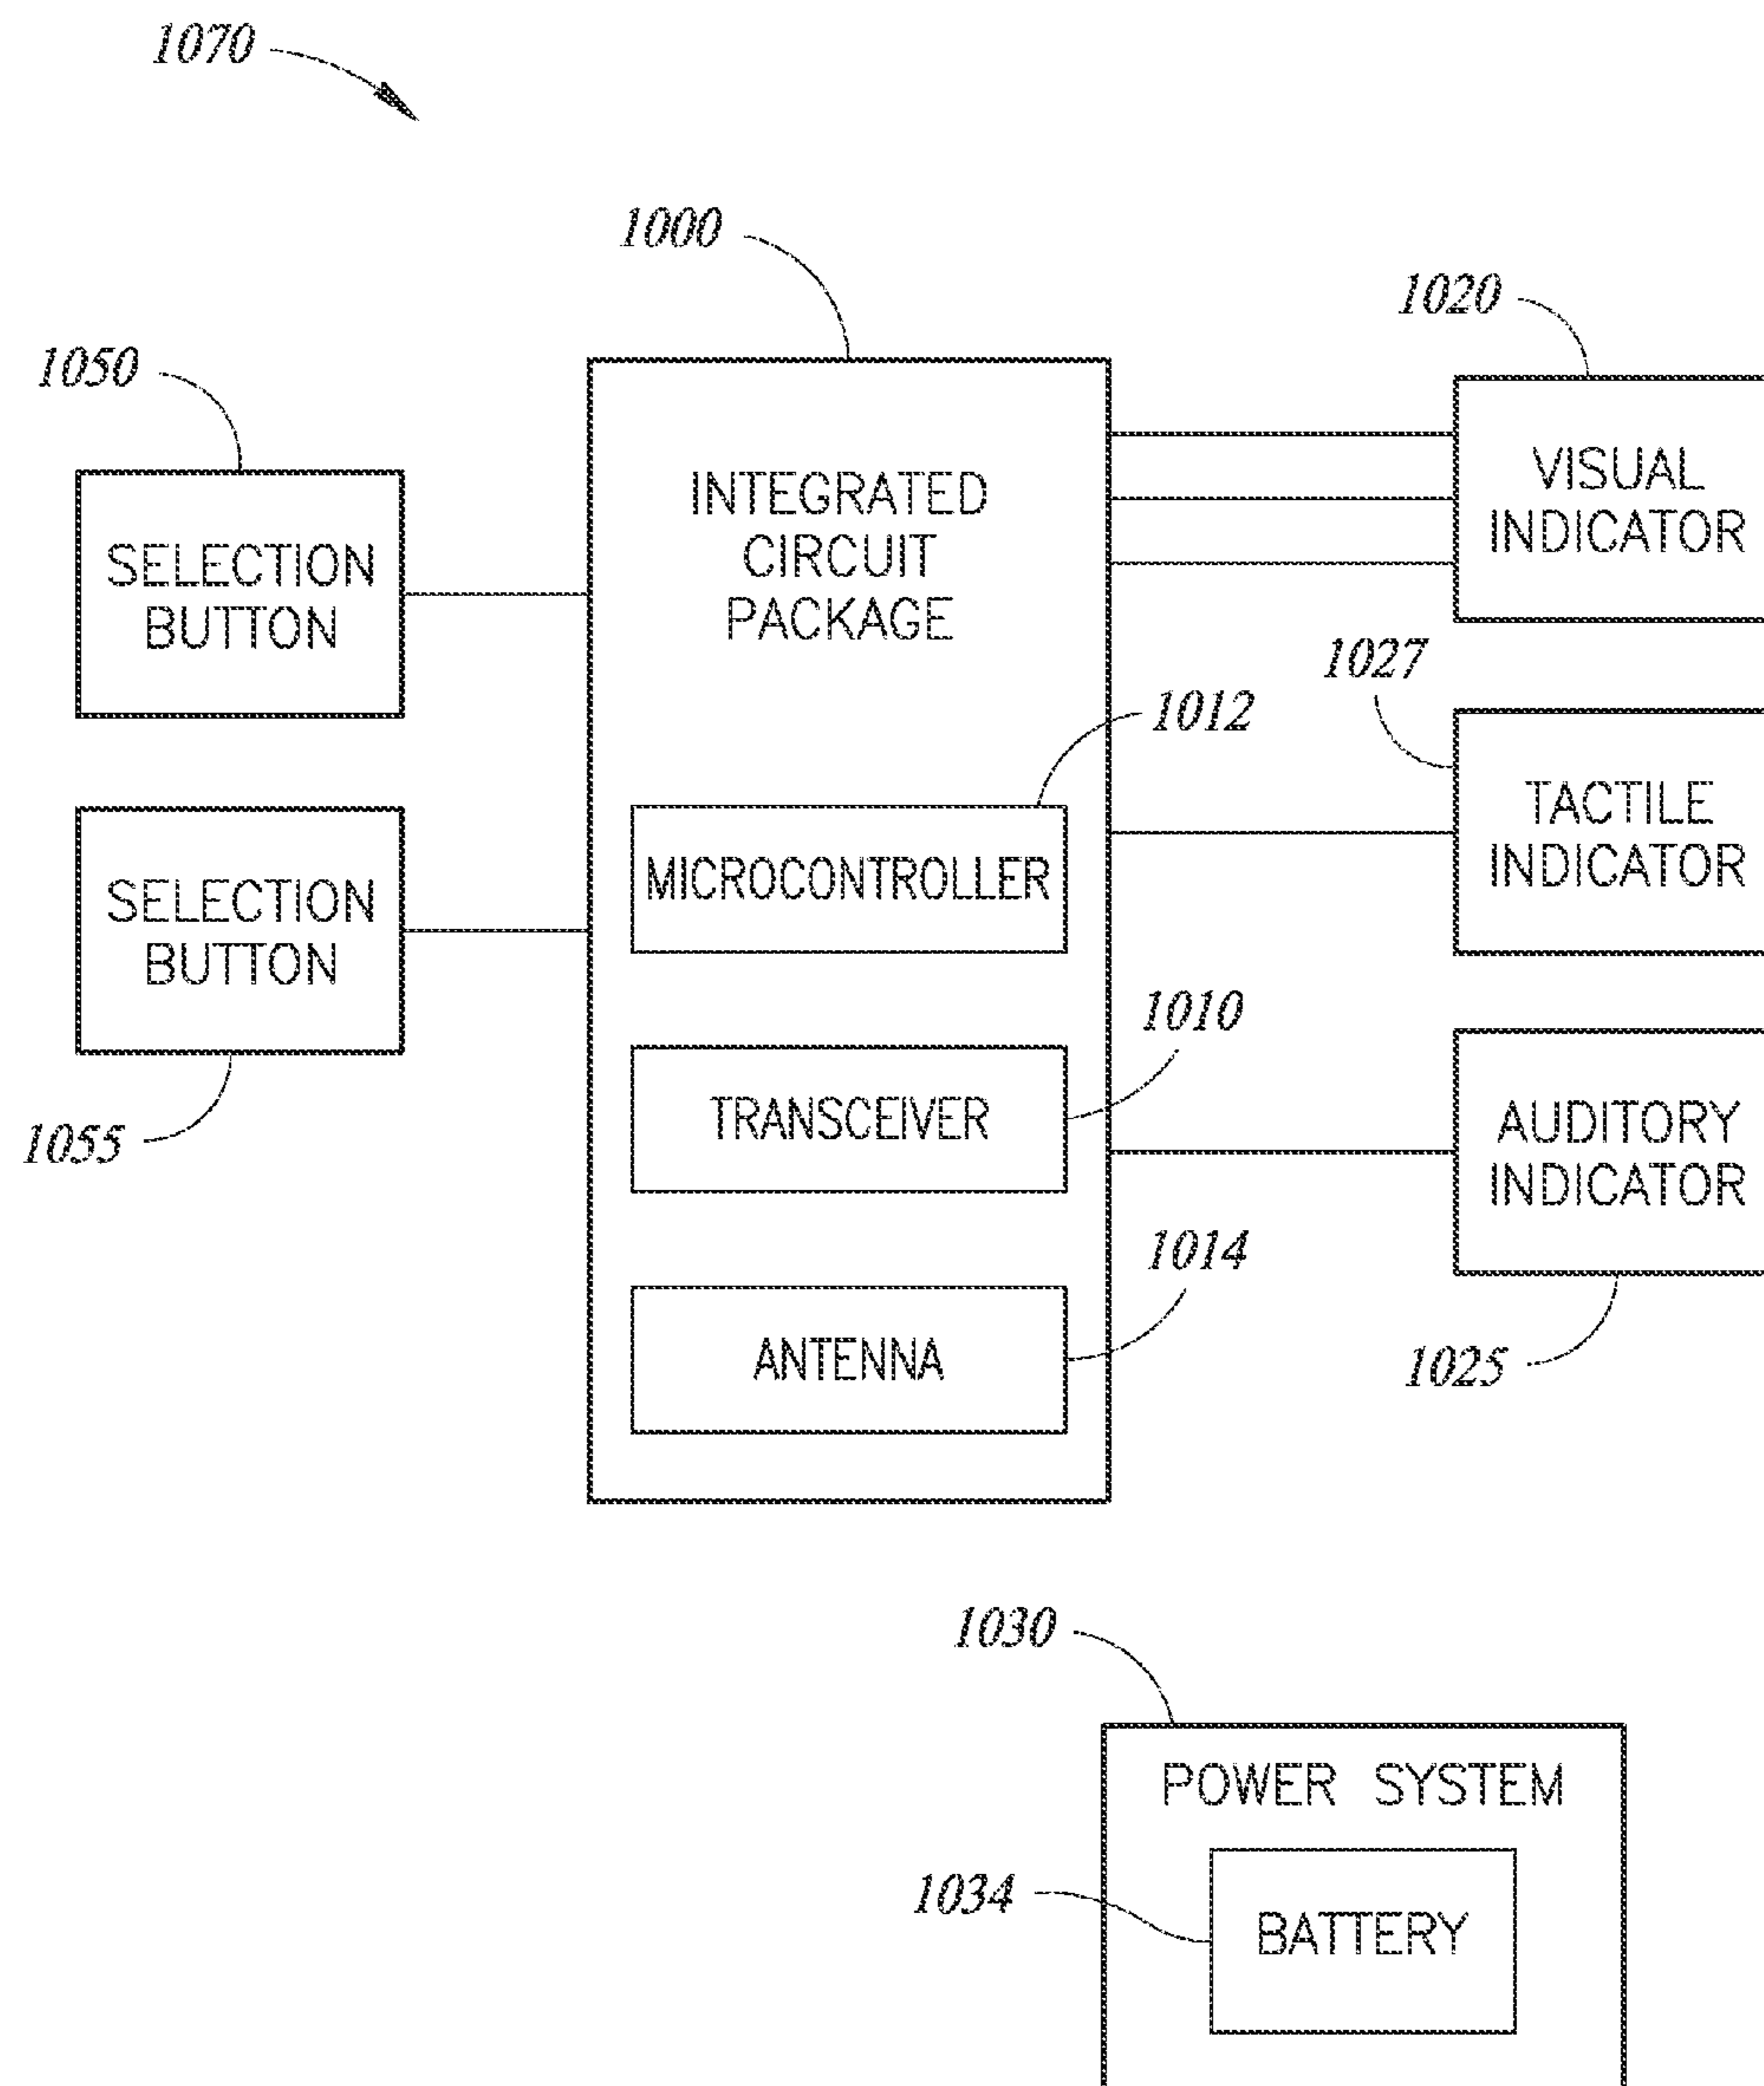 1070
1000
1020
1050
VISUAL
INDICATOR
INTEGRATED
CIRCUIT
PACKAGE
SELECTION
BUTTON
1027
1012
TACTILE
INDICATOR
MICROCONTROLLER
SELECTION
BUTTON
1010
1055
TRANSCEIVER
AUDITORY
INDICATOR
1014
ANTENNA
1025
1030
POWER SYSTEM
1034
BATTERY